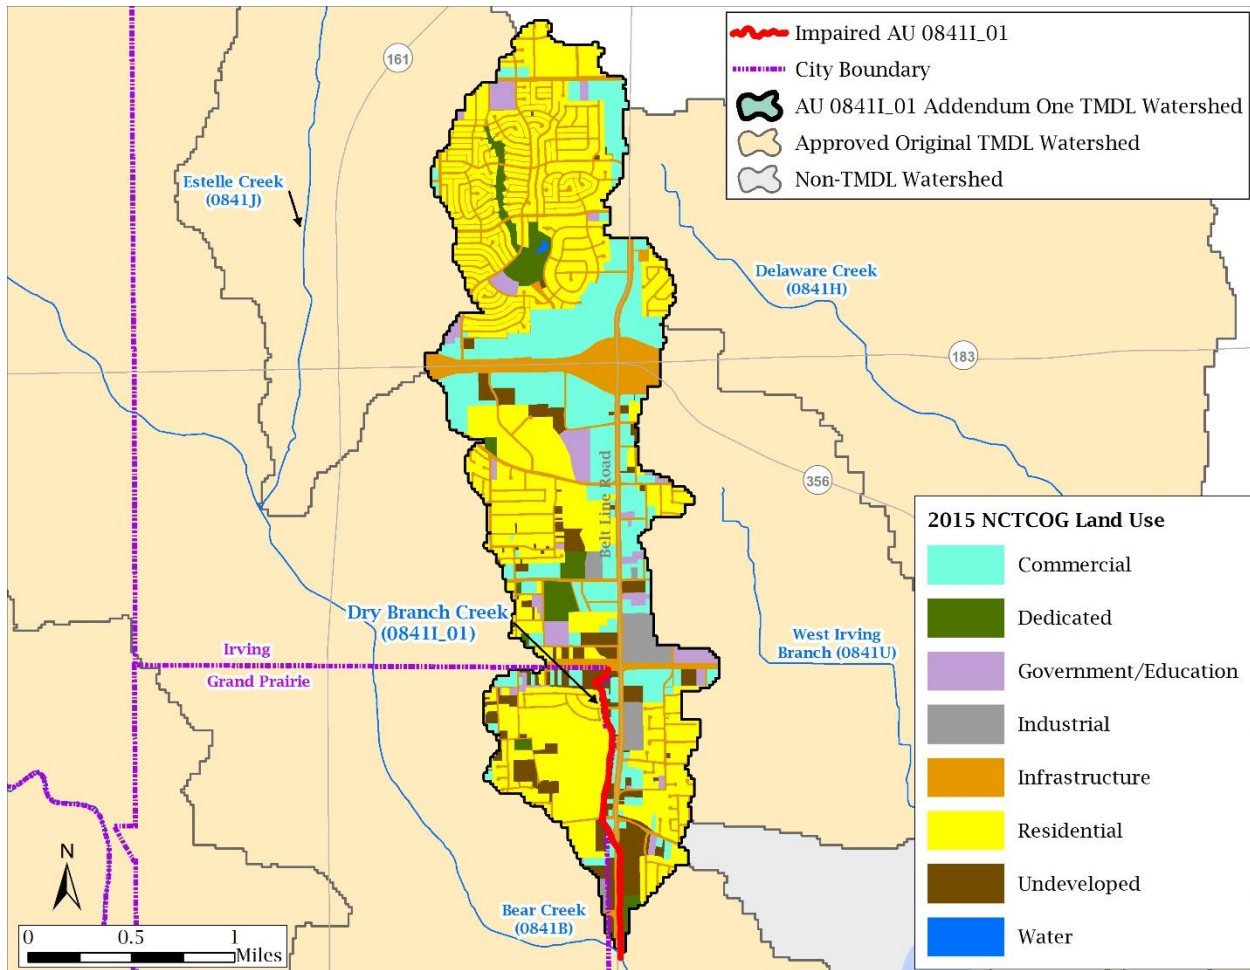 Impaired AU 0841I_01
City Boundary
AU 0841I_01 Addendum One TMDL Watershed
Approved Original TMDL Watershed
Non-TMDL Watershed
161
Estelle Creek
(0841J)
Delaware Creek
(0841H)
183
356
Belt Line Road
Dry Branch Creek
(0841I_01)
West Irving
Branch (0841U)
Irving
Grand Prairie
Bear Creek
(0841B)
N
0 0.5 1
Miles
2015 NCTCOG Land Use
Commercial
Dedicated
Government/Education
Industrial
Infrastructure
Residential
Undeveloped
Water